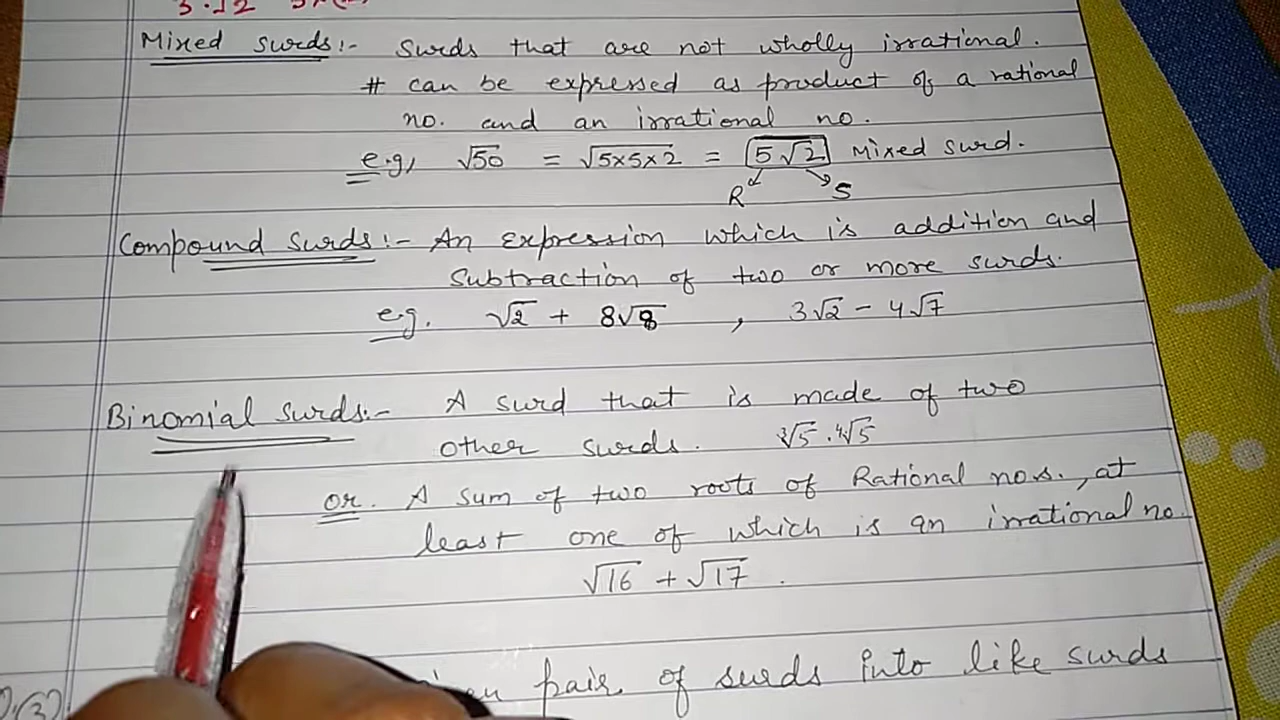 3.√2
Mixed surds:- Surds that are not wholly irrational.
# can be expressed as product of a rational
no. and an irrational no.
e.g, √50 = √5×5×2 = 5√2 Mixed surd.
R S
Compound surds:- An expression which is addition and
subtraction of two or more surds.
e.g. √2 + 8√8 , 3√2 - 4√7
Binomial surds:- A surd that is made of two
other surds. ∛5 . ∜5
or. A sum of two roots of Rational nos., at
least one of which is an irrational no.
√16 + √17 .
pair of surds into like surds